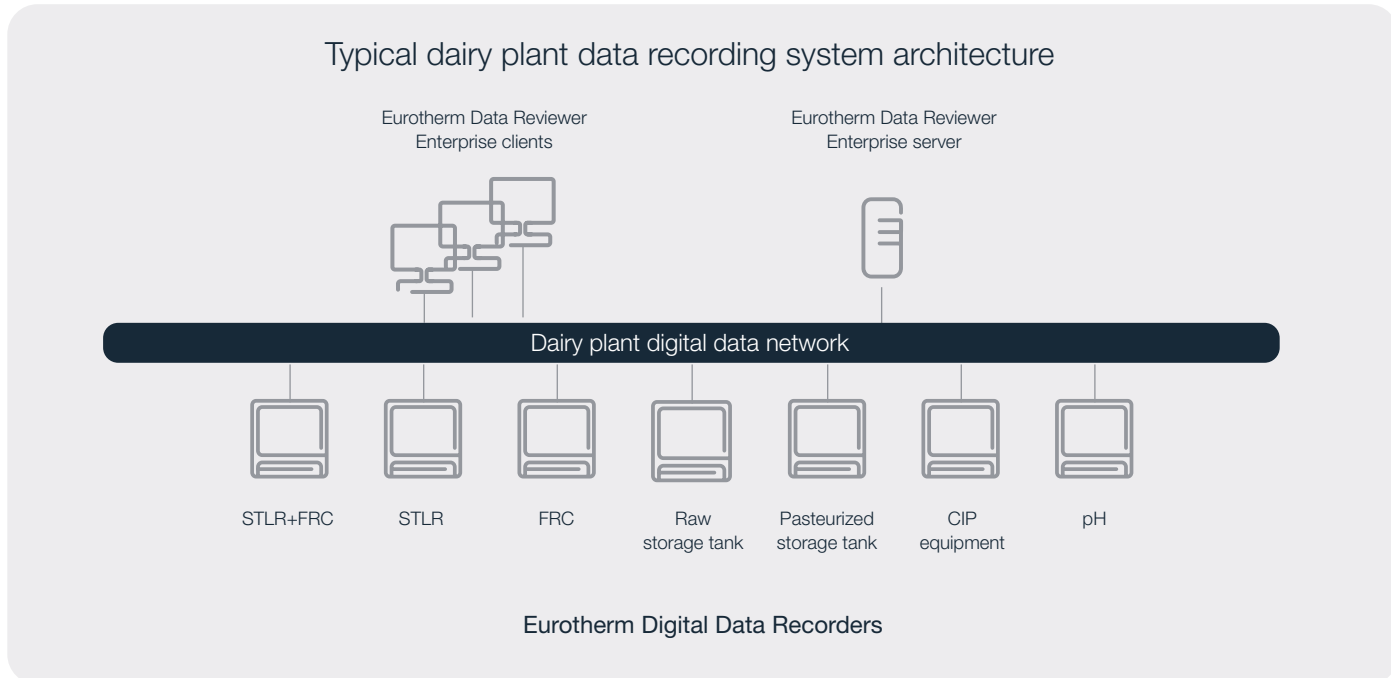 Typical dairy plant data recording system architecture
Eurotherm Data Reviewer
Enterprise clients
Eurotherm Data Reviewer
Enterprise server
Dairy plant digital data network
STLR+FRC
STLR
FRC
Raw
storage tank
Pasteurized
storage tank
CIP
equipment
pH
Eurotherm Digital Data Recorders